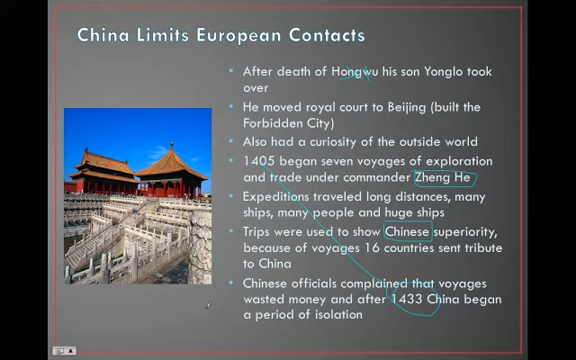 China Limits European Contacts
• After death of Hongwu his son Yonglo took
over
• He moved royal court to Beijing (built the
Forbidden City)
• Also had a curiosity of the outside world
• 1405 began seven voyages of exploration
and trade under commander Zheng He
• Expeditions traveled long distances, many
ships, many people and huge ships
• Trips were used to show Chinese superiority,
because of voyages 16 countries sent tribute
to China
• Chinese officials complained that voyages
wasted money and after 1433 China began
a period of isolation